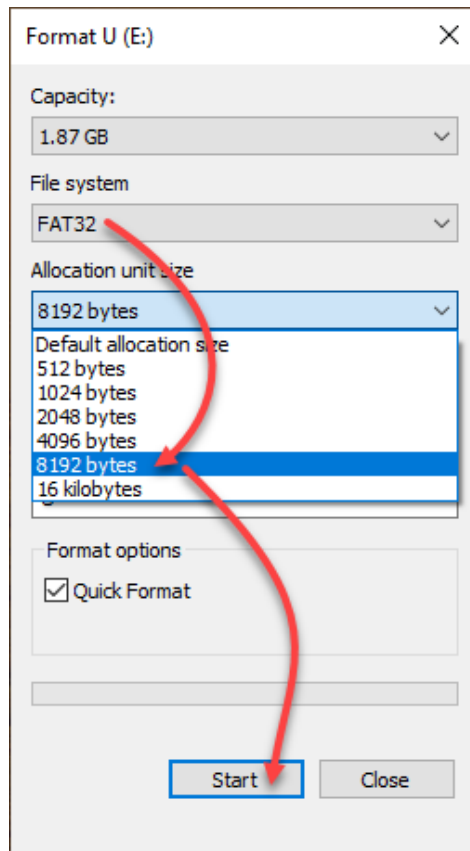 Format U (E:)
Capacity:
1.87 GB
File system
FAT32
Allocation unit size
8192 bytes
Default allocation size
512 bytes
1024 bytes
2048 bytes
4096 bytes
8192 bytes
16 kilobytes
Format options
Quick Format
Start
Close